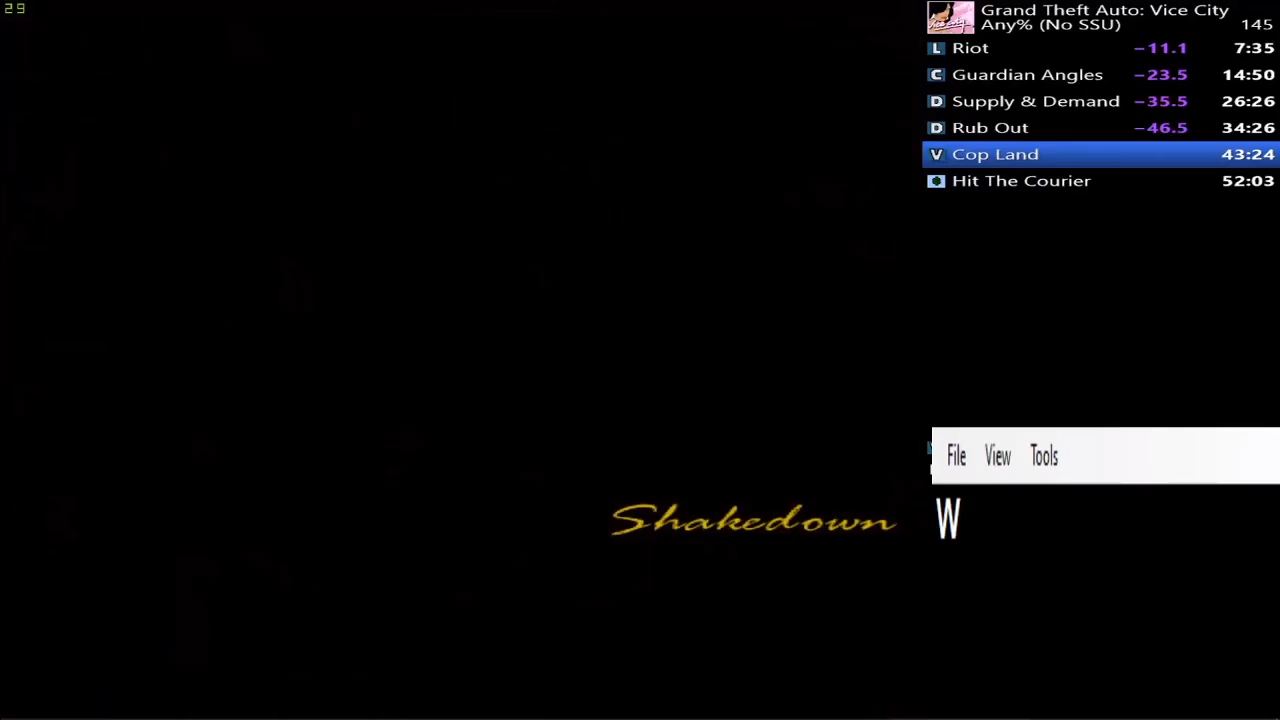 29
Grand Theft Auto: Vice City
Any% (No SSU) 145
L Riot −11.1 7:35
C Guardian Angles −23.5 14:50
D Supply & Demand −35.5 26:26
D Rub Out −46.5 34:26
V Cop Land 43:24
Hit The Courier 52:03
File View Tools
Shakedown
W